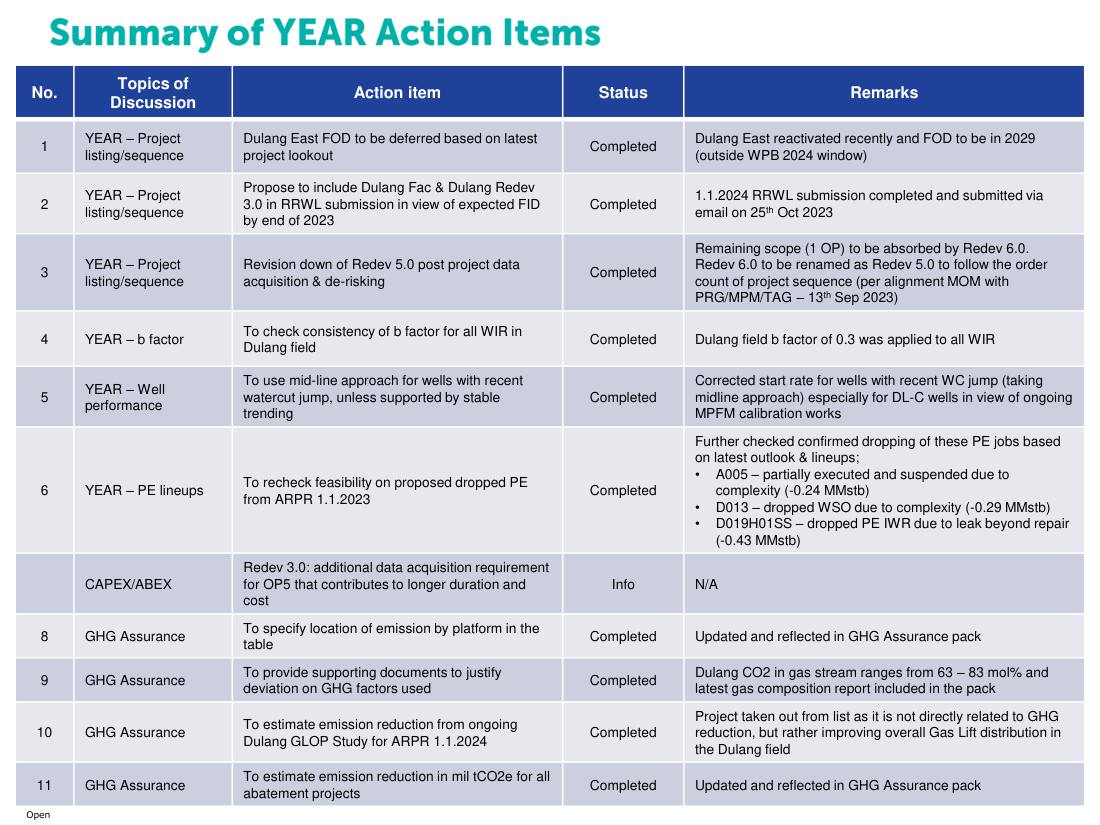 Summary of YEAR Action Items
No.
Topics of
Discussion
Action item
Status
Remarks
1
YEAR – Project
listing/sequence
Dulang East FOD to be deferred based on latest
project lookout
Completed
Dulang East reactivated recently and FOD to be in 2029
(outside WPB 2024 window)
2
YEAR – Project
listing/sequence
Propose to include Dulang Fac & Dulang Redev
3.0 in RRWL submission in view of expected FID
by end of 2023
Completed
1.1.2024 RRWL submission completed and submitted via
email on 25th Oct 2023
3
YEAR – Project
listing/sequence
Revision down of Redev 5.0 post project data
acquisition & de-risking
Completed
Remaining scope (1 OP) to be absorbed by Redev 6.0.
Redev 6.0 to be renamed as Redev 5.0 to follow the order
count of project sequence (per alignment MOM with
PRG/MPM/TAG – 13th Sep 2023)
4
YEAR – b factor
To check consistency of b factor for all WIR in
Dulang field
Completed
Dulang field b factor of 0.3 was applied to all WIR
5
YEAR – Well
performance
To use mid-line approach for wells with recent
watercut jump, unless supported by stable
trending
Completed
Corrected start rate for wells with recent WC jump (taking
midline approach) especially for DL-C wells in view of ongoing
MPFM calibration works
6
YEAR – PE lineups
To recheck feasibility on proposed dropped PE
from ARPR 1.1.2023
Completed
Further checked confirmed dropping of these PE jobs based
on latest outlook & lineups;
• A005 – partially executed and suspended due to
complexity (-0.24 MMstb)
• D013 – dropped WSO due to complexity (-0.29 MMstb)
• D019H01SS – dropped PE IWR due to leak beyond repair
(-0.43 MMstb)
CAPEX/ABEX
Redev 3.0: additional data acquisition requirement
for OP5 that contributes to longer duration and
cost
Info
N/A
8
GHG Assurance
To specify location of emission by platform in the
table
Completed
Updated and reflected in GHG Assurance pack
9
GHG Assurance
To provide supporting documents to justify
deviation on GHG factors used
Completed
Dulang CO2 in gas stream ranges from 63 – 83 mol% and
latest gas composition report included in the pack
10
GHG Assurance
To estimate emission reduction from ongoing
Dulang GLOP Study for ARPR 1.1.2024
Completed
Project taken out from list as it is not directly related to GHG
reduction, but rather improving overall Gas Lift distribution in
the Dulang field
11
GHG Assurance
To estimate emission reduction in mil tCO2e for all
abatement projects
Completed
Updated and reflected in GHG Assurance pack
Open